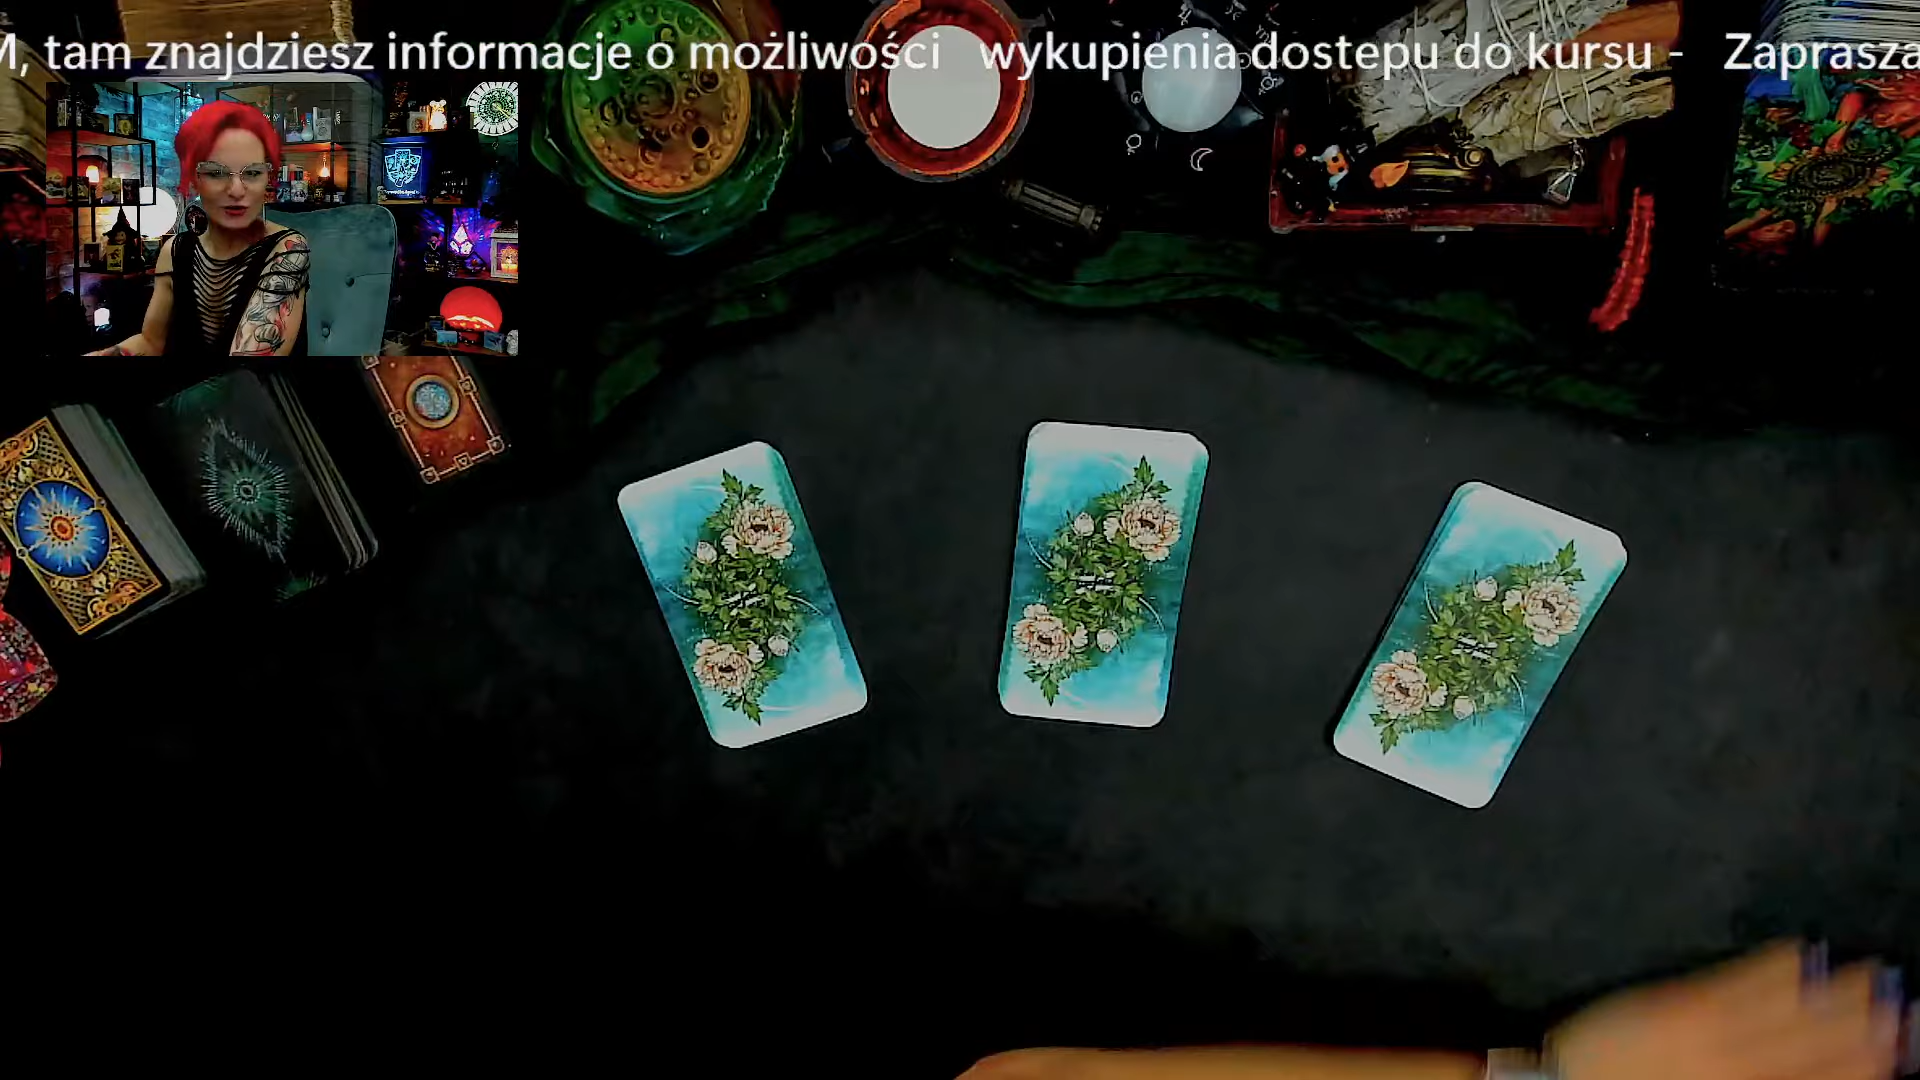 M, tam znajdziesz informacje o możliwości wykupienia dostepu do kursu - Zaprasza